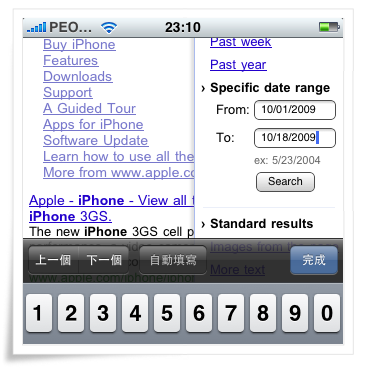 PEO... 23:10
Buy iPhone
Features
Downloads
Support
A Guided Tour
Apps for iPhone
Software Update
Learn how to use all the
More from www.apple.co
Apple - iPhone - View all
iPhone 3GS.
The new iPhone 3GS cell p
Past week
Past year
› Specific date range
From: 10/01/2009
To: 10/18/2009
ex: 5/23/2004
Search
› Standard results
Images from the
More text
上一個 下一個 自動填寫 完成
1 2 3 4 5 6 7 8 9 0